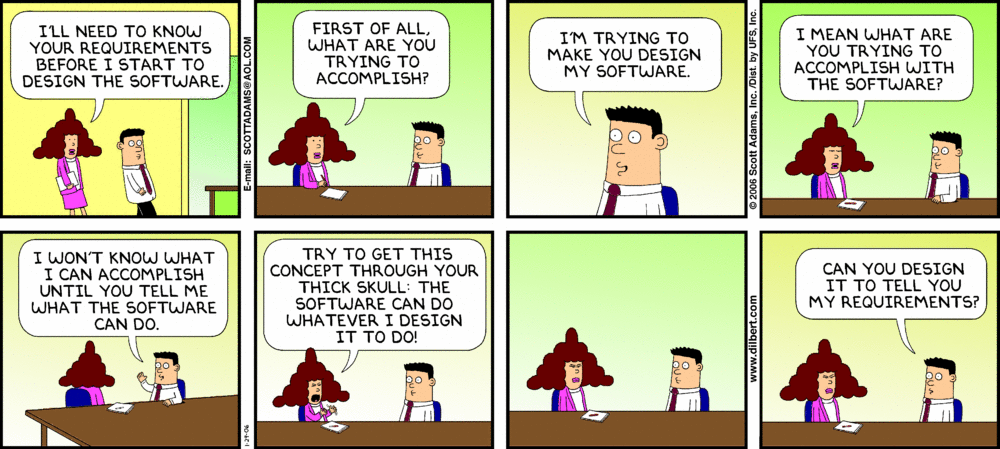 I'LL NEED TO KNOW
YOUR REQUIREMENTS
BEFORE I START TO
DESIGN THE SOFTWARE.
E-mail: SCOTTADAMS@AOL.COM
FIRST OF ALL,
WHAT ARE YOU
TRYING TO
ACCOMPLISH?
I'M TRYING TO
MAKE YOU DESIGN
MY SOFTWARE.
© 2006 Scott Adams, Inc. /Dist. by UFS, Inc.
I MEAN WHAT ARE
YOU TRYING TO
ACCOMPLISH WITH
THE SOFTWARE?
I WON'T KNOW WHAT
I CAN ACCOMPLISH
UNTIL YOU TELL ME
WHAT THE SOFTWARE
CAN DO.
1-29-06
TRY TO GET THIS
CONCEPT THROUGH YOUR
THICK SKULL: THE
SOFTWARE CAN DO
WHATEVER I DESIGN
IT TO DO!
www.dilbert.com
CAN YOU DESIGN
IT TO TELL YOU
MY REQUIREMENTS?